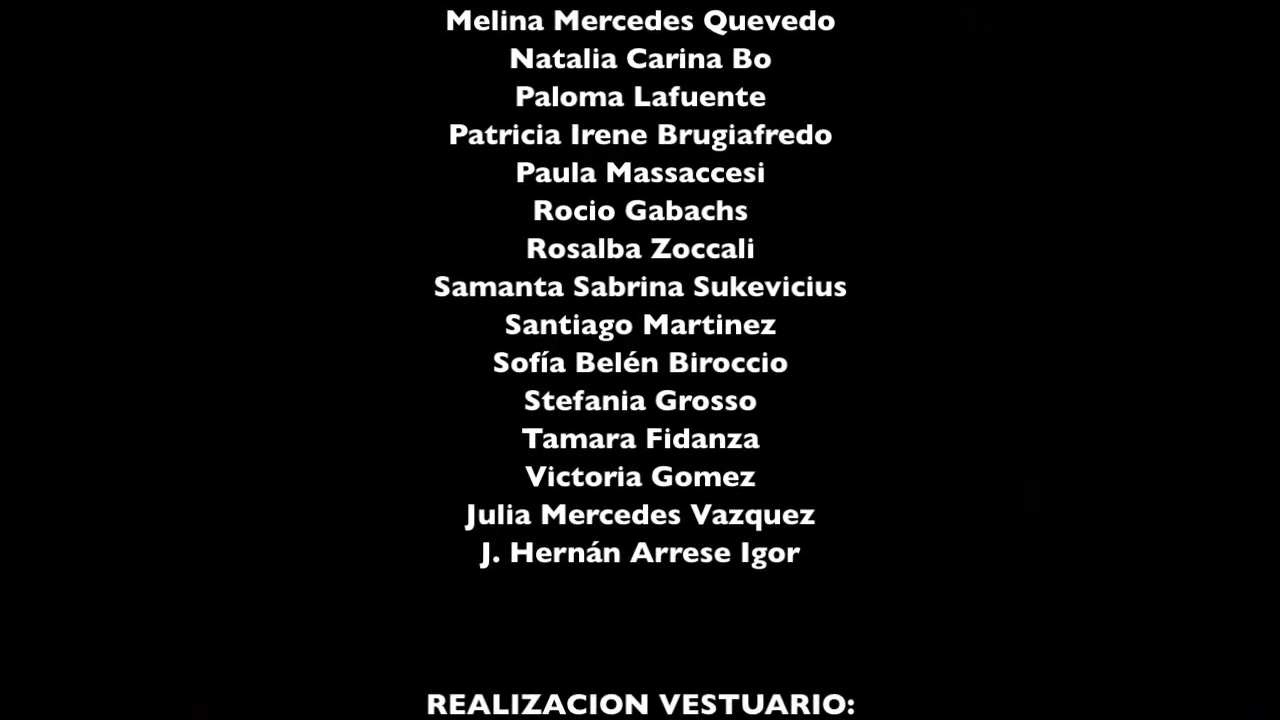 Melina Mercedes Quevedo
Natalia Carina Bo
Paloma Lafuente
Patricia Irene Brugiafredo
Paula Massaccesi
Rocio Gabachs
Rosalba Zoccali
Samanta Sabrina Sukevicius
Santiago Martinez
Sofía Belén Biroccio
Stefania Grosso
Tamara Fidanza
Victoria Gomez
Julia Mercedes Vazquez
J. Hernán Arrese Igor
REALIZACION VESTUARIO: